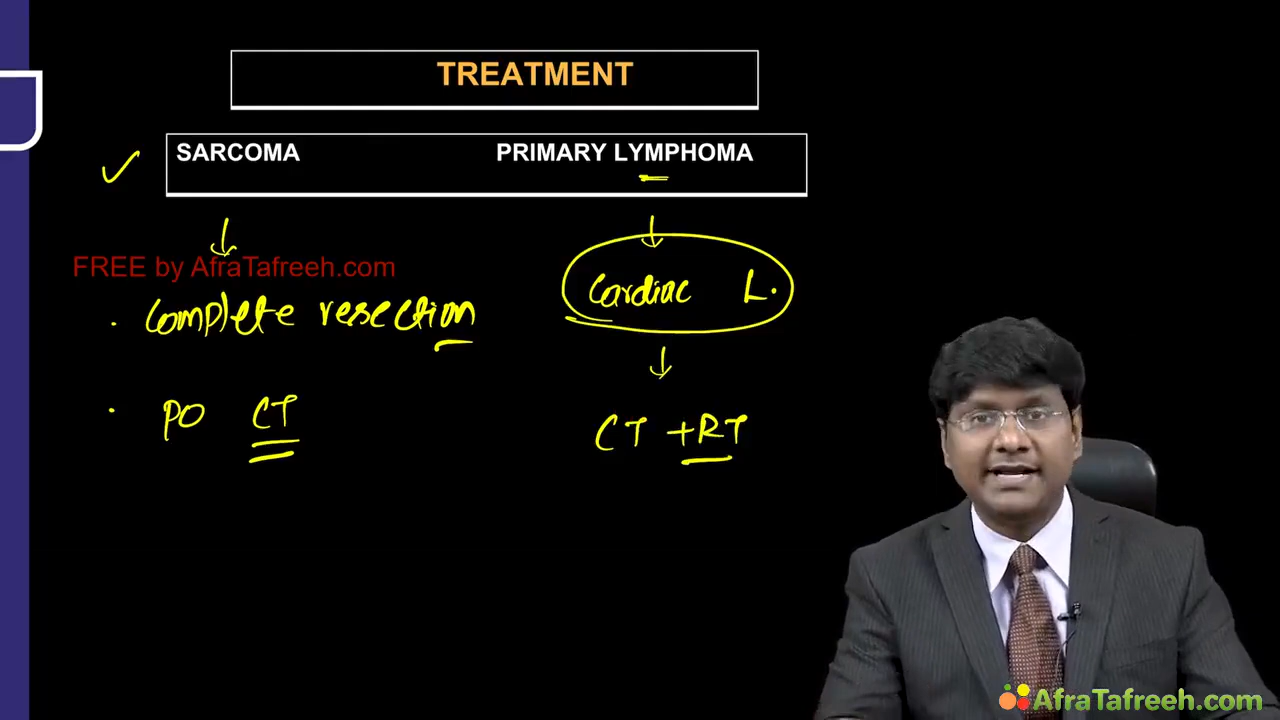 TREATMENT
SARCOMA PRIMARY LYMPHOMA
FREE by AfraTafreeh.com
Complete resection
PO CT
Cardiac L.
CT + RT
AfraTafreeh.com